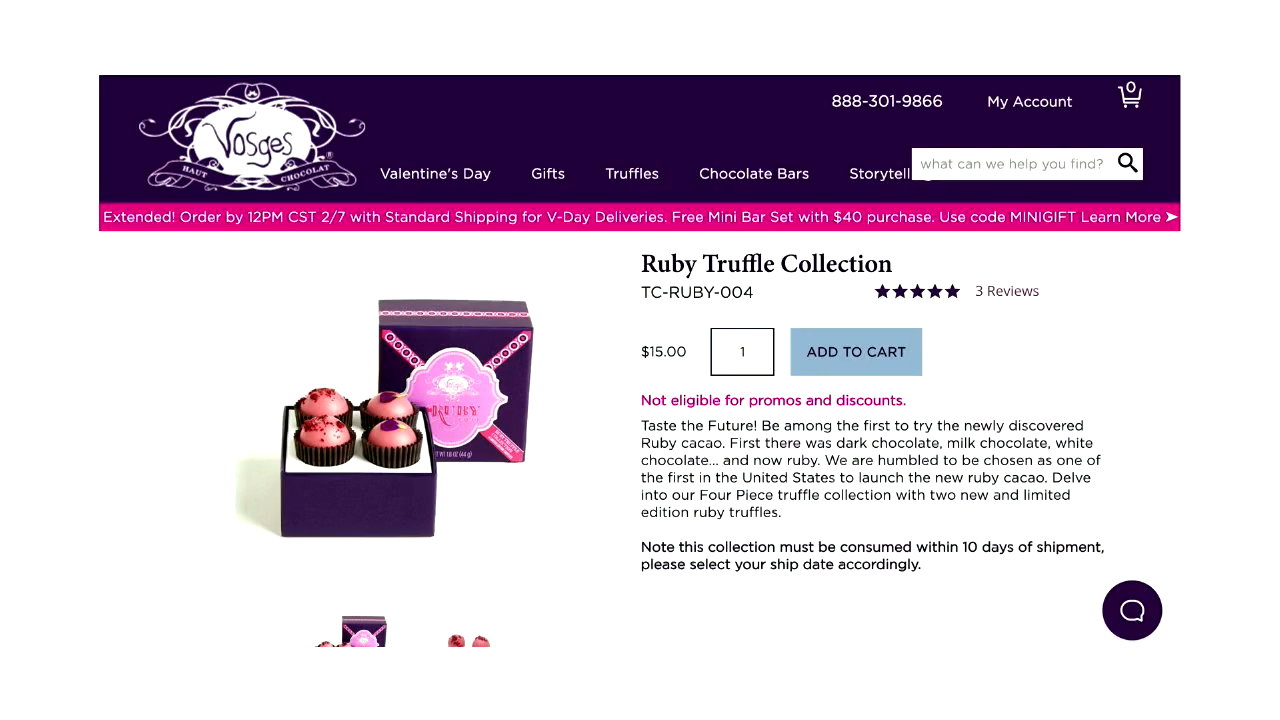 888-301-9866 My Account 0
Vosges
HAUT CHOCOLAT ®
Valentine's Day Gifts Truffles Chocolate Bars Storytelling
what can we help you find?
Extended! Order by 12PM CST 2/7 with Standard Shipping for V-Day Deliveries. Free Mini Bar Set with $40 purchase. Use code MINIGIFT Learn More ➤
Ruby Truffle Collection
TC-RUBY-004 3 Reviews
$15.00 1 ADD TO CART
Not eligible for promos and discounts.
Taste the Future! Be among the first to try the newly discovered
Ruby cacao. First there was dark chocolate, milk chocolate, white
chocolate... and now ruby. We are humbled to be chosen as one of
the first in the United States to launch the new ruby cacao. Delve
into our Four Piece truffle collection with two new and limited
edition ruby truffles.
Note this collection must be consumed within 10 days of shipment,
please select your ship date accordingly.
Vosges